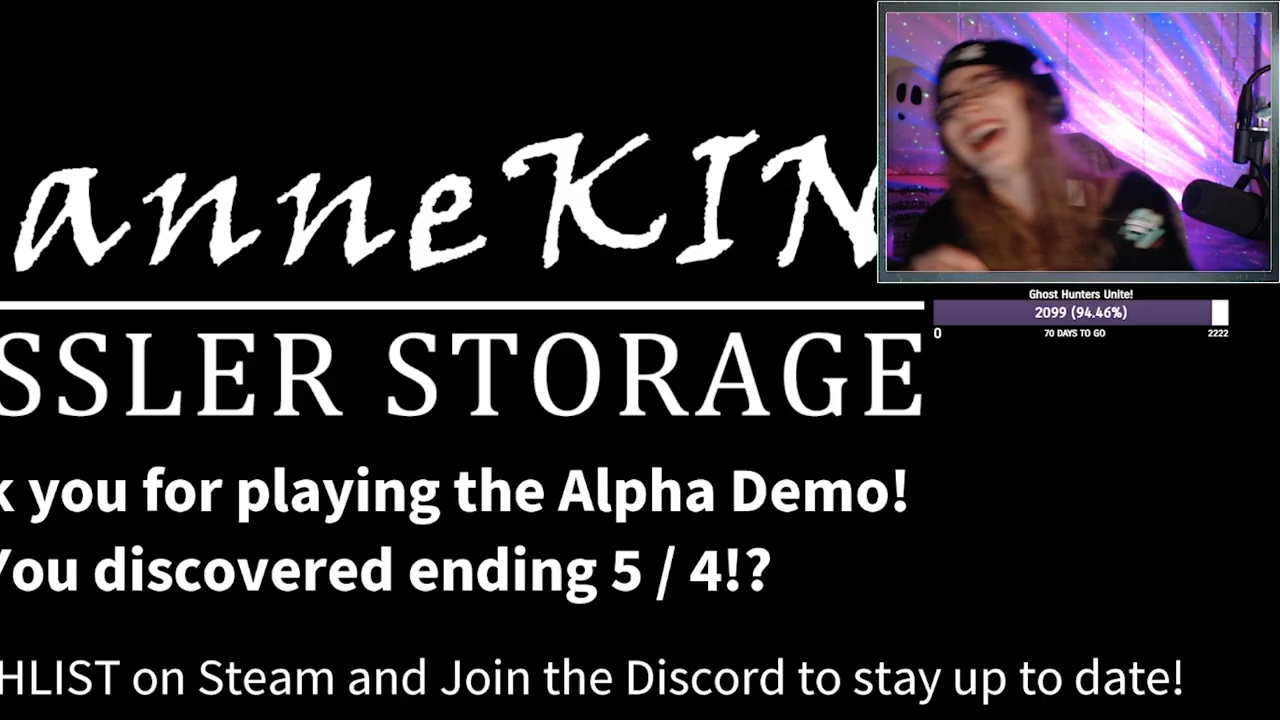 anneKIN
SSLER STORAGE
k you for playing the Alpha Demo!
You discovered ending 5 / 4!?
HLIST on Steam and Join the Discord to stay up to date!
Ghost Hunters Unite!
2099 (94.46%)
0 70 DAYS TO GO 2222